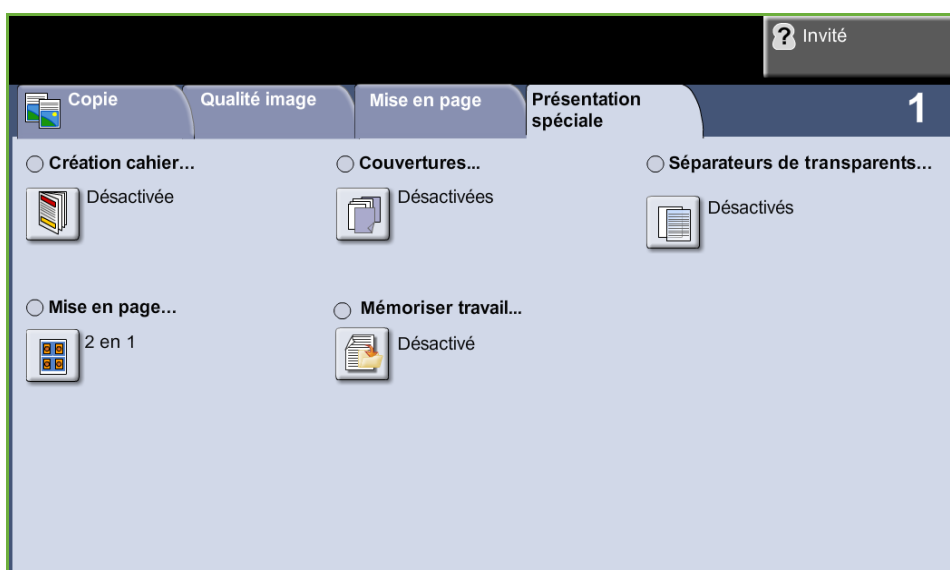 ? Invité
Copie
Qualité image
Mise en page
Présentation
spéciale
1
Création cahier...
Désactivée
Couvertures...
Désactivées
Séparateurs de transparents...
Désactivés
Mise en page...
2 en 1
Mémoriser travail...
Désactivé